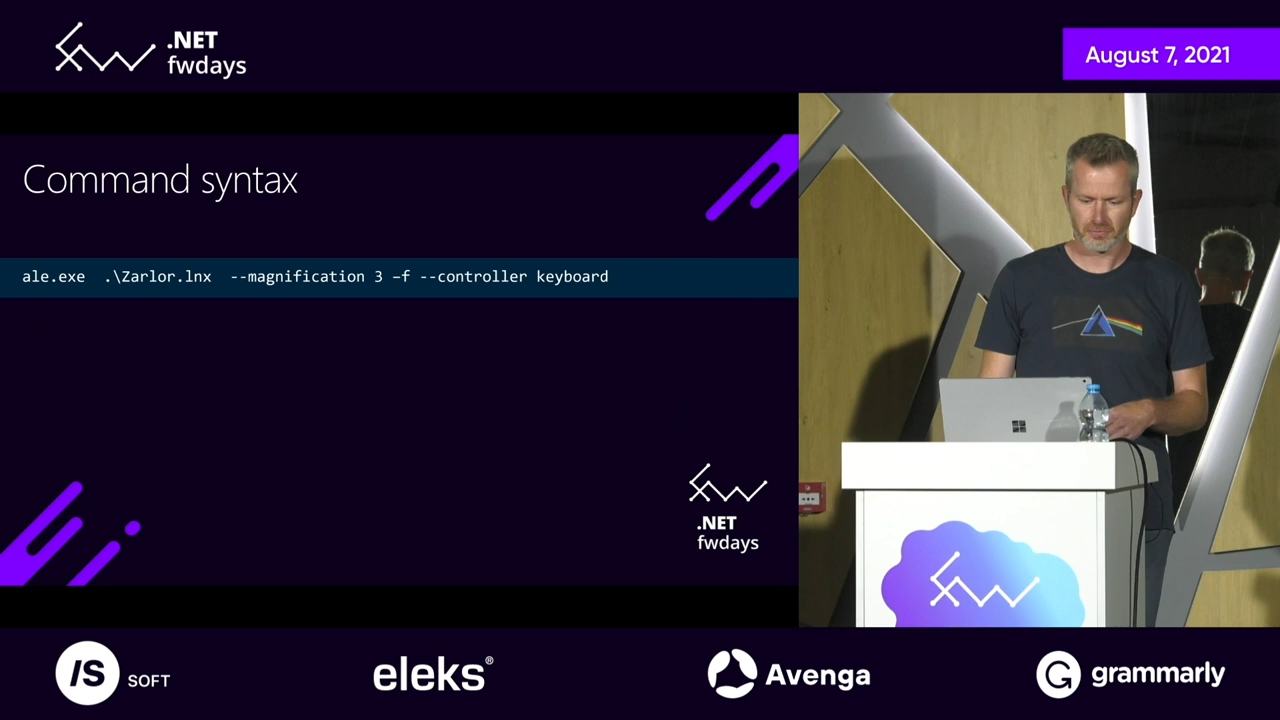 .NET
fwdays
August 7, 2021
Command syntax
ale.exe  .\Zarlor.lnx  --magnification 3 –f --controller keyboard
.NET
fwdays
IS SOFT
eleks®
Avenga
grammarly